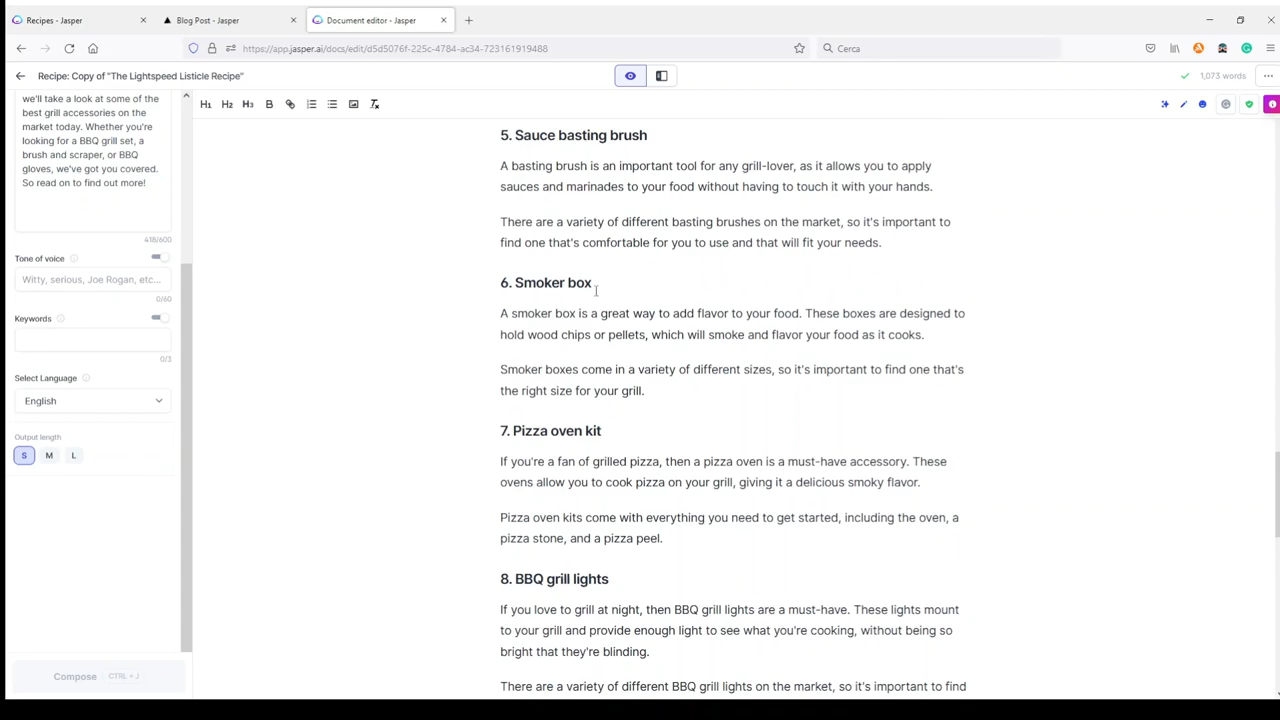 Recipes - Jasper
Blog Post - Jasper
Document editor - Jasper
https://app.jasper.ai/docs/edit/d5d5076f-225c-4784-ac34-723161919488
Cerca
Recipe: Copy of "The Lightspeed Listicle Recipe"
1,073 words
H1 H2 H3 B
we'll take a look at some of the
best grill accessories on the
market today. Whether you're
looking for a BBQ grill set, a
brush and scraper, or BBQ
gloves, we've got you covered.
So read on to find out more!
418/600
Tone of voice
Witty, serious, Joe Rogan, etc...
0/60
Keywords
0/3
Select Language
English
Output length
S M L
Compose CTRL + J
5. Sauce basting brush
A basting brush is an important tool for any grill-lover, as it allows you to apply
sauces and marinades to your food without having to touch it with your hands.
There are a variety of different basting brushes on the market, so it's important to
find one that's comfortable for you to use and that will fit your needs.
6. Smoker box
A smoker box is a great way to add flavor to your food. These boxes are designed to
hold wood chips or pellets, which will smoke and flavor your food as it cooks.
Smoker boxes come in a variety of different sizes, so it's important to find one that's
the right size for your grill.
7. Pizza oven kit
If you're a fan of grilled pizza, then a pizza oven is a must-have accessory. These
ovens allow you to cook pizza on your grill, giving it a delicious smoky flavor.
Pizza oven kits come with everything you need to get started, including the oven, a
pizza stone, and a pizza peel.
8. BBQ grill lights
If you love to grill at night, then BBQ grill lights are a must-have. These lights mount
to your grill and provide enough light to see what you're cooking, without being so
bright that they're blinding.
There are a variety of different BBQ grill lights on the market, so it's important to find